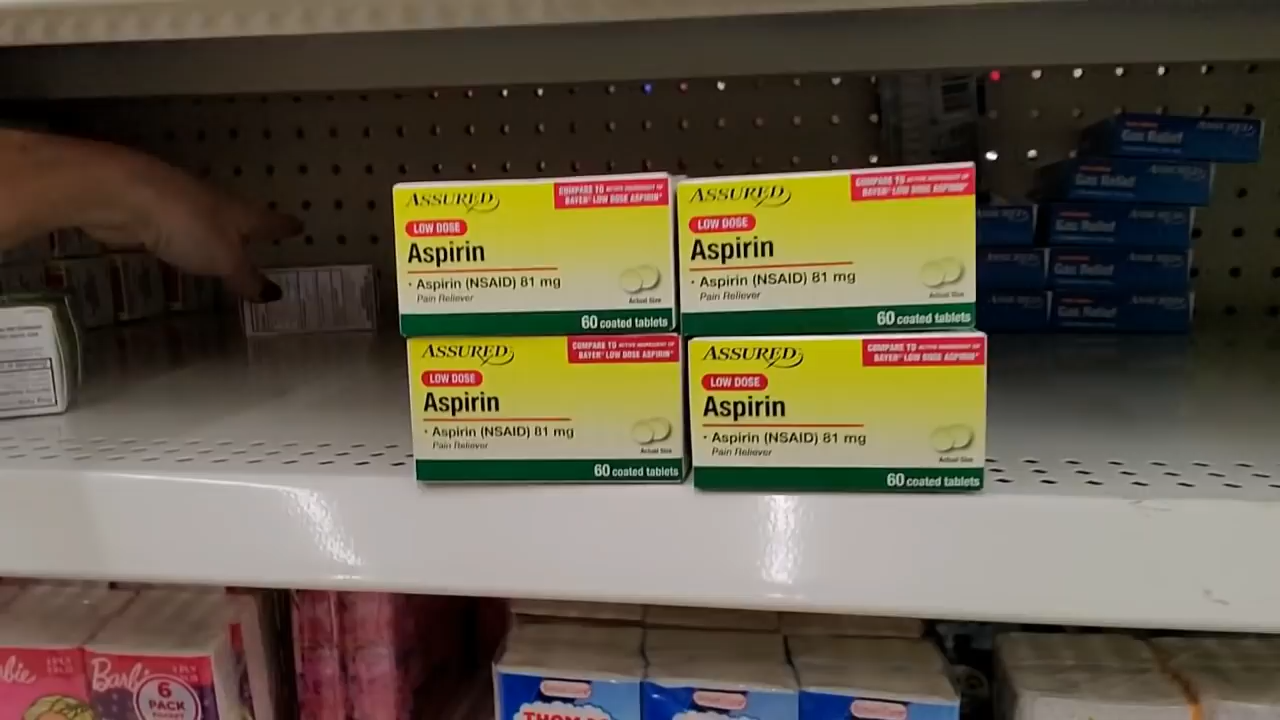 ASSURED
COMPARE TO ACTIVE INGREDIENT OF
BAYER® LOW DOSE ASPIRIN*
LOW DOSE
Aspirin
• Aspirin (NSAID) 81 mg
Pain Reliever
Actual Size
60 coated tablets
ASSURED
COMPARE TO ACTIVE INGREDIENT OF
BAYER® LOW DOSE ASPIRIN*
LOW DOSE
Aspirin
• Aspirin (NSAID) 81 mg
Pain Reliever
Actual Size
60 coated tablets
ASSURED
COMPARE TO ACTIVE INGREDIENT OF
BAYER® LOW DOSE ASPIRIN*
LOW DOSE
Aspirin
• Aspirin (NSAID) 81 mg
Pain Reliever
Actual Size
60 coated tablets
ASSURED
COMPARE TO ACTIVE INGREDIENT OF
BAYER® LOW DOSE ASPIRIN*
LOW DOSE
Aspirin
• Aspirin (NSAID) 81 mg
Pain Reliever
Actual Size
60 coated tablets
Gas Relief
Gas Relief
Gas Relief
Gas Relief
Gas Relief
Barbie
6
PACK